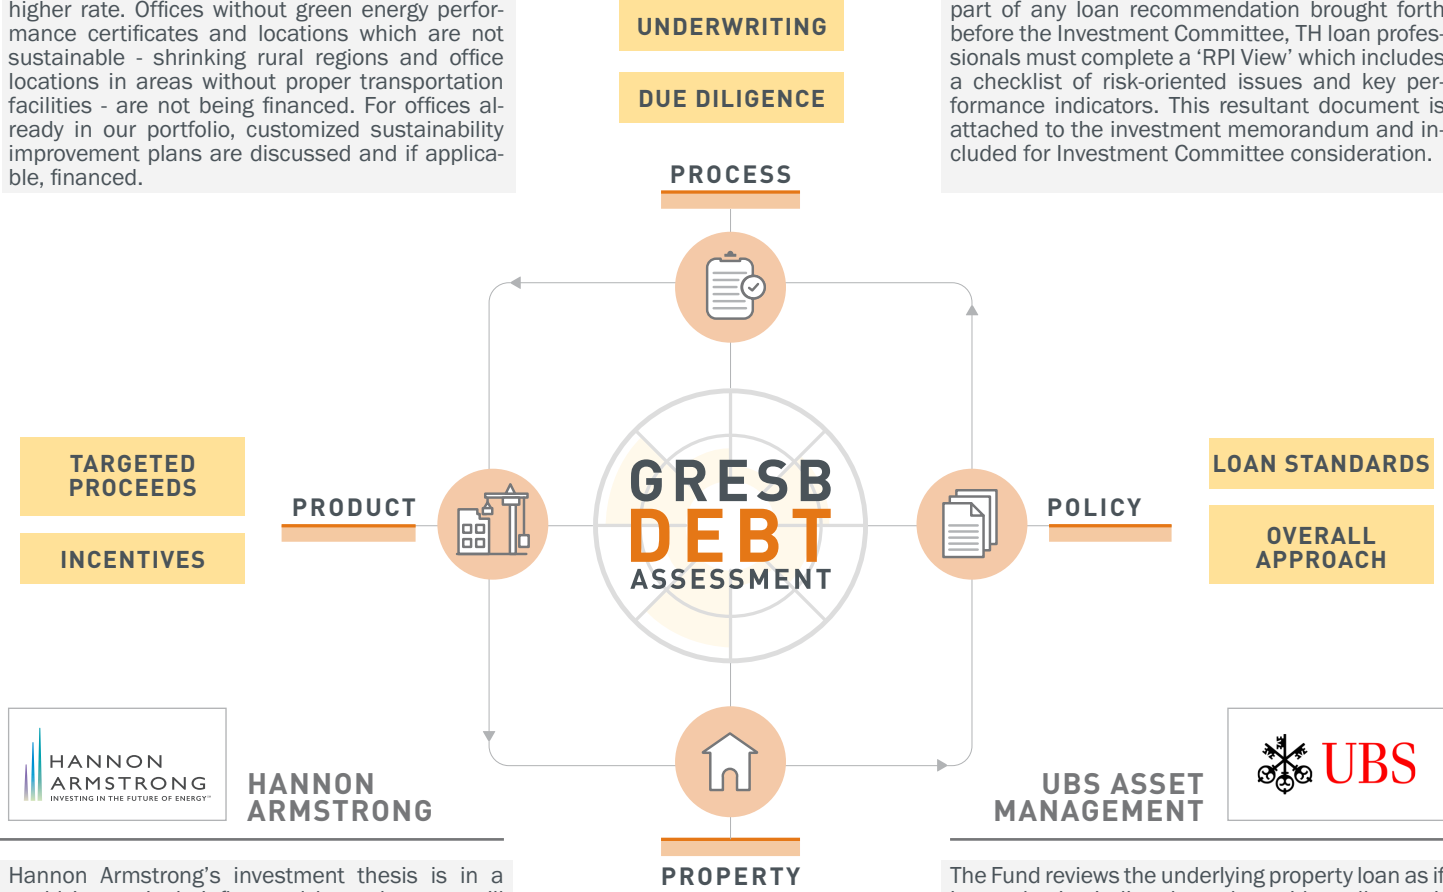 higher rate. Offices without green energy perfor-
mance certificates and locations which are not
sustainable - shrinking rural regions and office
locations in areas without proper transportation
facilities - are not being financed. For offices al-
ready in our portfolio, customized sustainability
improvement plans are discussed and if applica-
ble, financed.
UNDERWRITING
DUE DILIGENCE
PROCESS
part of any loan recommendation brought forth
before the Investment Committee, TH loan profes-
sionals must complete a ‘RPI View’ which includes
a checklist of risk-oriented issues and key per-
formance indicators. This resultant document is
attached to the investment memorandum and in-
cluded for Investment Committee consideration.
TARGETED
PROCEEDS
INCENTIVES
PRODUCT
GRESB
DEBT
ASSESSMENT
POLICY
LOAN STANDARDS
OVERALL
APPROACH
HANNON
ARMSTRONG
INVESTING IN THE FUTURE OF ENERGY™
HANNON
ARMSTRONG
UBS ASSET
MANAGEMENT
UBS
PROPERTY
Hannon Armstrong’s investment thesis is in a
The Fund reviews the underlying property loan as if